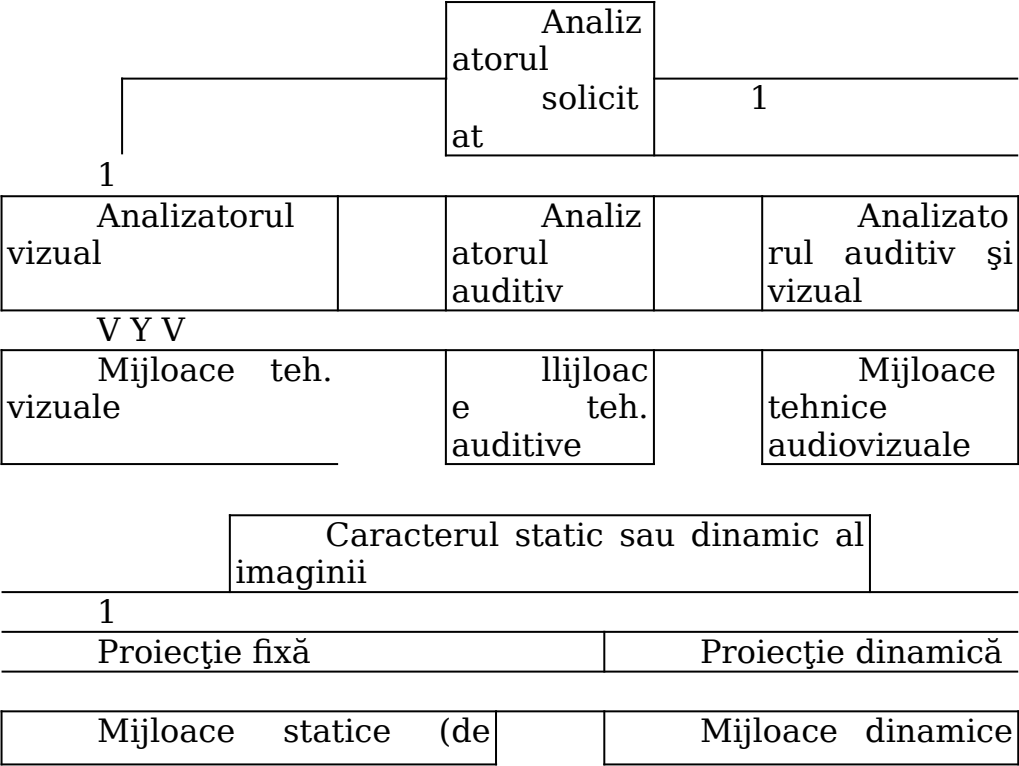 Analiz
atorul
solicit
at
1
1
Analizatorul
vizual
Analiz
atorul
auditiv
Analizato
rul auditiv şi
vizual
V Y V
Mijloace teh.
vizuale
llijloac
e teh.
auditive
Mijloace
tehnice
audiovizuale
Caracterul static sau dinamic al
imaginii
1
Proiecţie fixă
Proiecţie dinamică
Mijloace statice (de
Mijloace dinamice